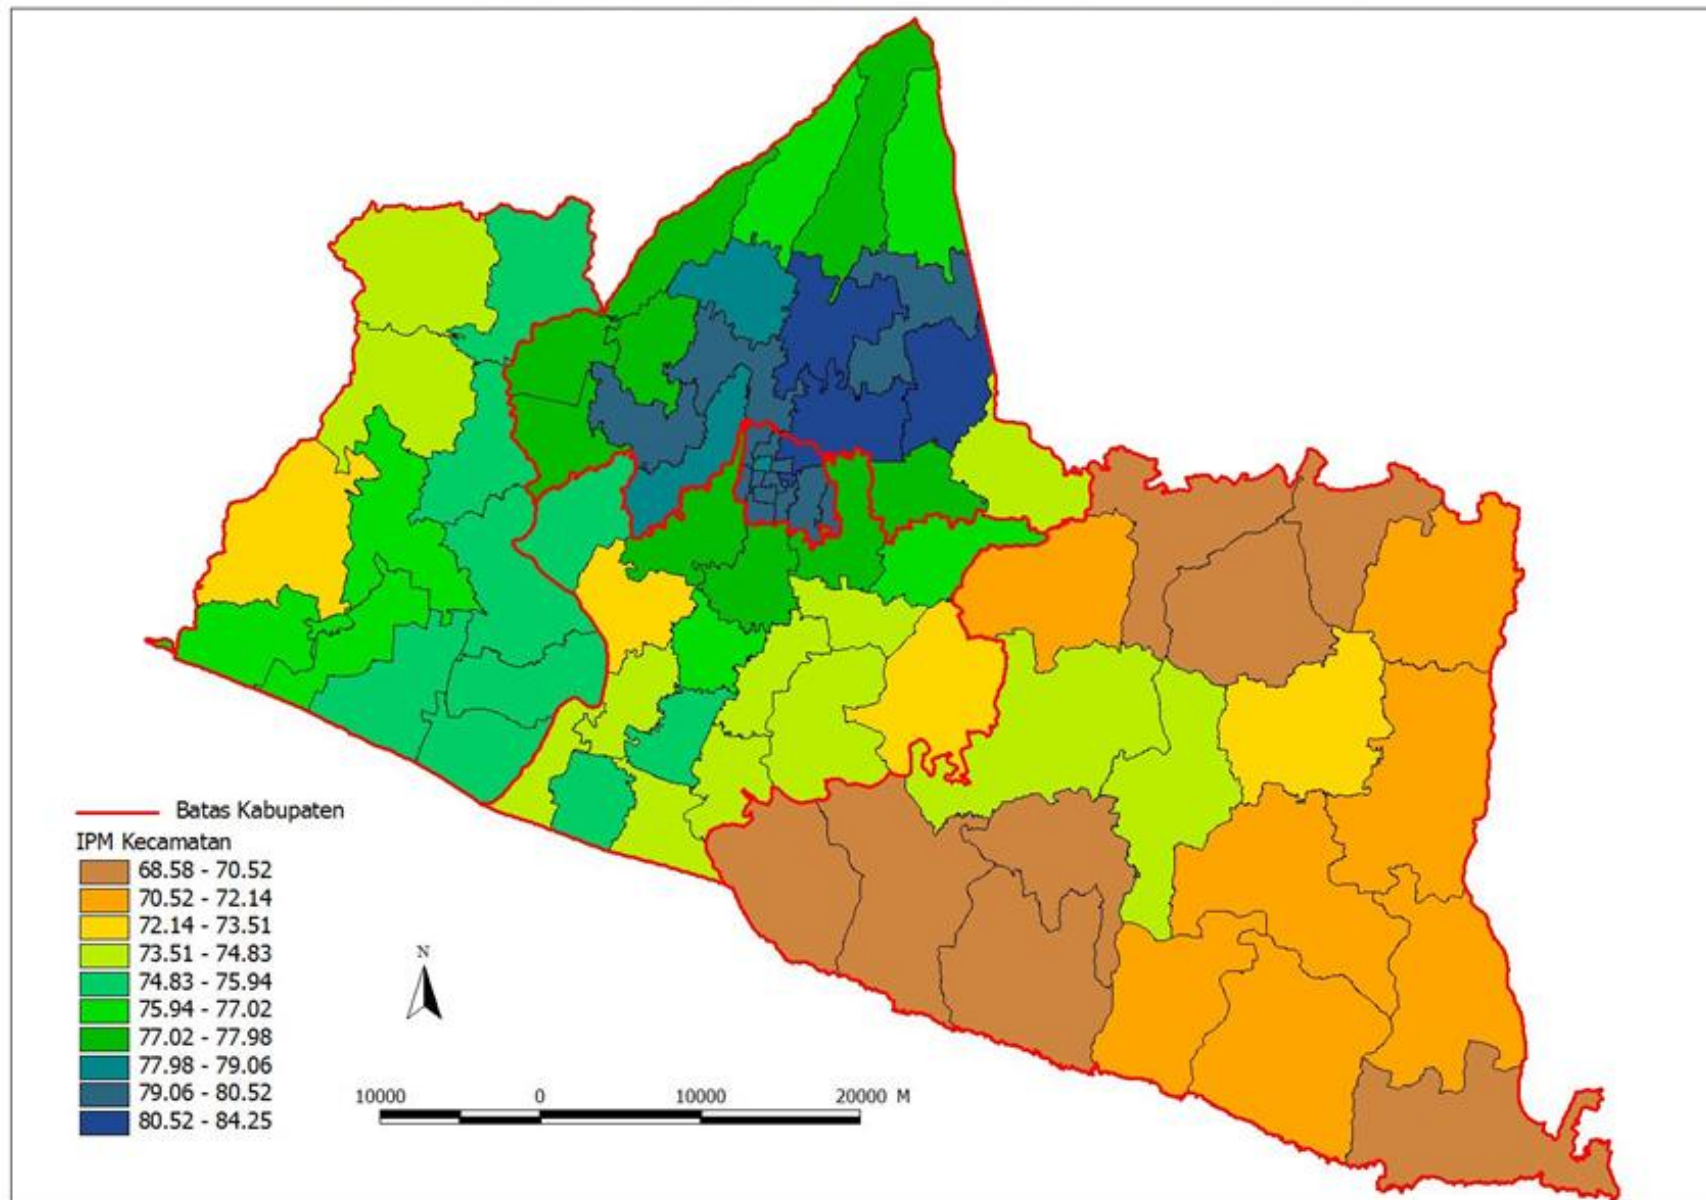 Batas Kabupaten
IPM Kecamatan
68.58 - 70.52
70.52 - 72.14
72.14 - 73.51
73.51 - 74.83
74.83 - 75.94
75.94 - 77.02
77.02 - 77.98
77.98 - 79.06
79.06 - 80.52
80.52 - 84.25
N
10000 0 10000 20000 M